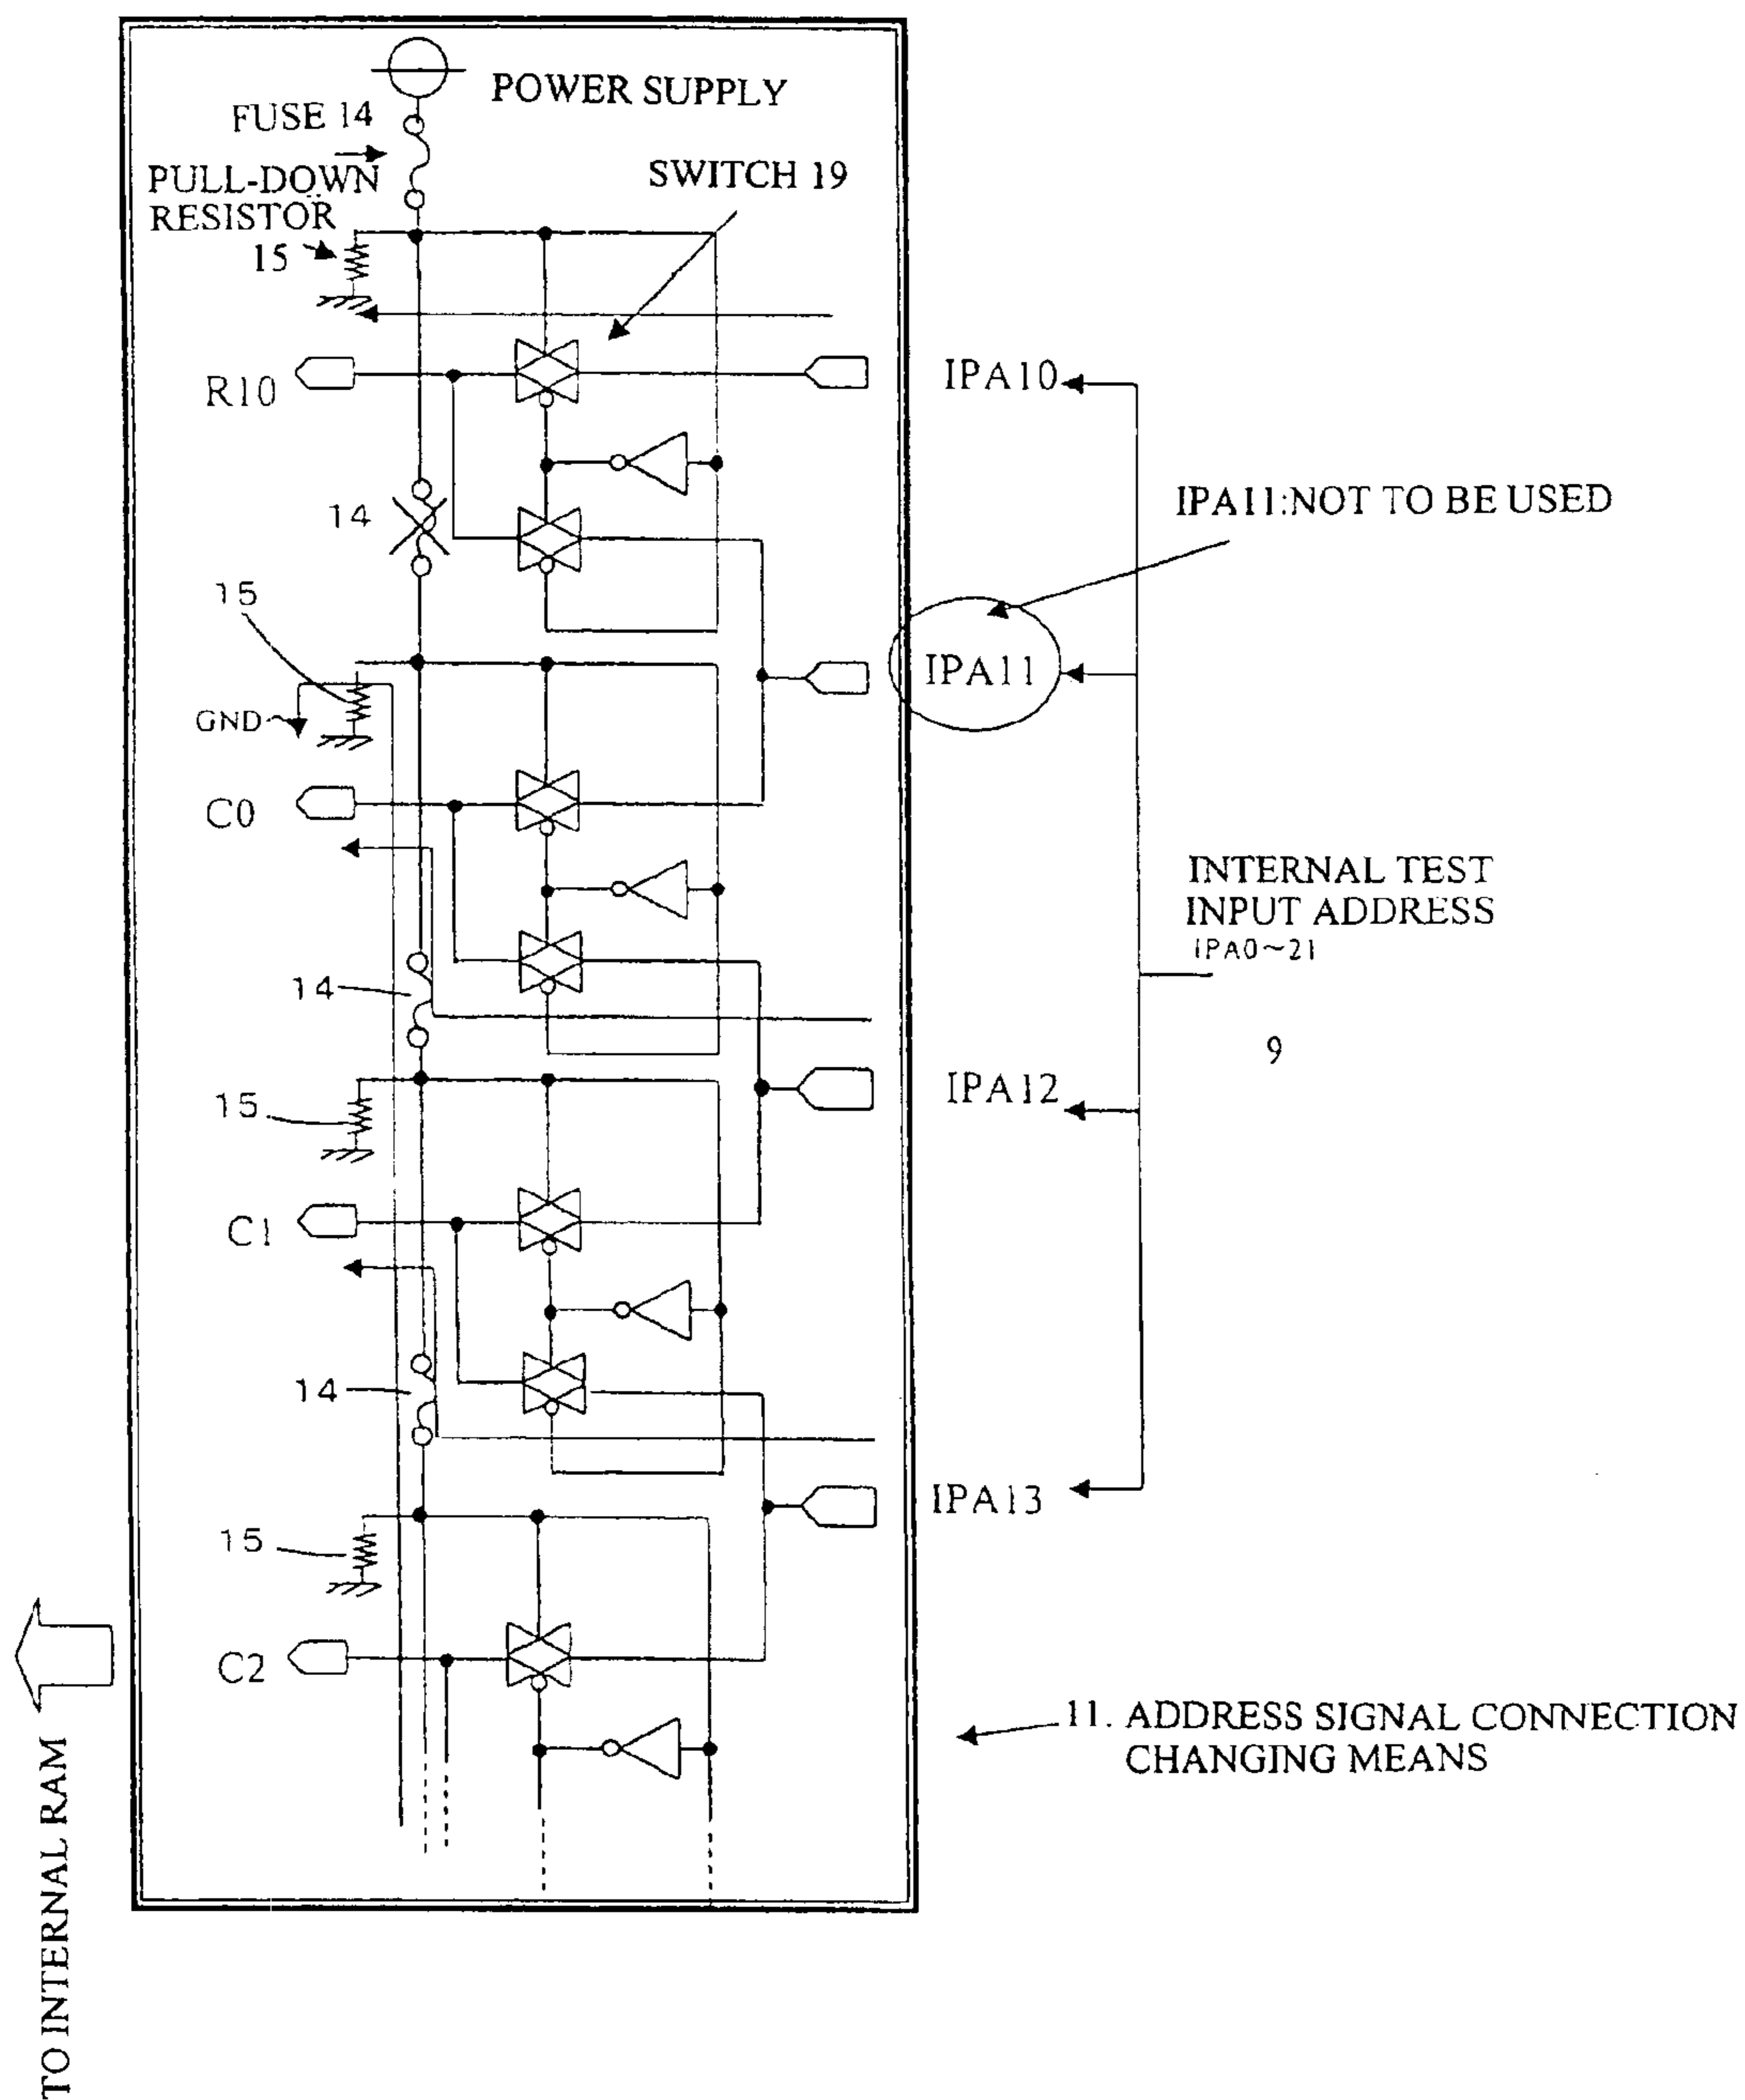 POWER SUPPLY
FUSE 14
PULL-DOWN
RESISTOR
15
SWITCH 19
R10
IPA10
14
IPA11:NOT TO BE USED
15
IPA11
GND
C0
INTERNAL TEST
INPUT ADDRESS
IPA0~21
14
9
15
IPA12
C1
14
IPA13
15
C2
11. ADDRESS SIGNAL CONNECTION
CHANGING MEANS
TO INTERNAL RAM